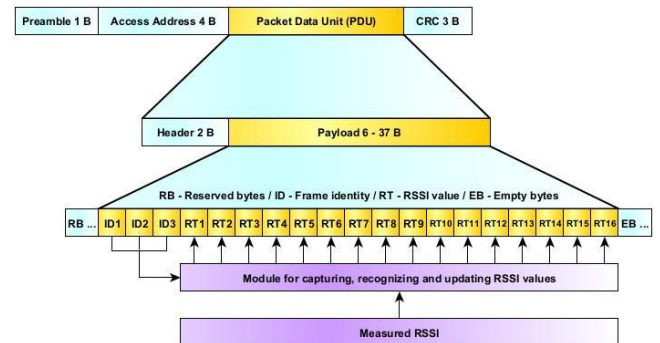 Preamble 1 B Access Address 4 B Packet Data Unit (PDU) CRC 3 B
Header 2 B Payload 6 - 37 B
RB - Reserved bytes / ID - Frame identity / RT - RSSI value / EB - Empty bytes
RB ... ID1 ID2 ID3 RT1 RT2 RT3 RT4 RT5 RT6 RT7 RT8 RT9 RT10 RT11 RT12 RT13 RT14 RT15 RT16 EB ...
Module for capturing, recognizing and updating RSSI values
Measured RSSI